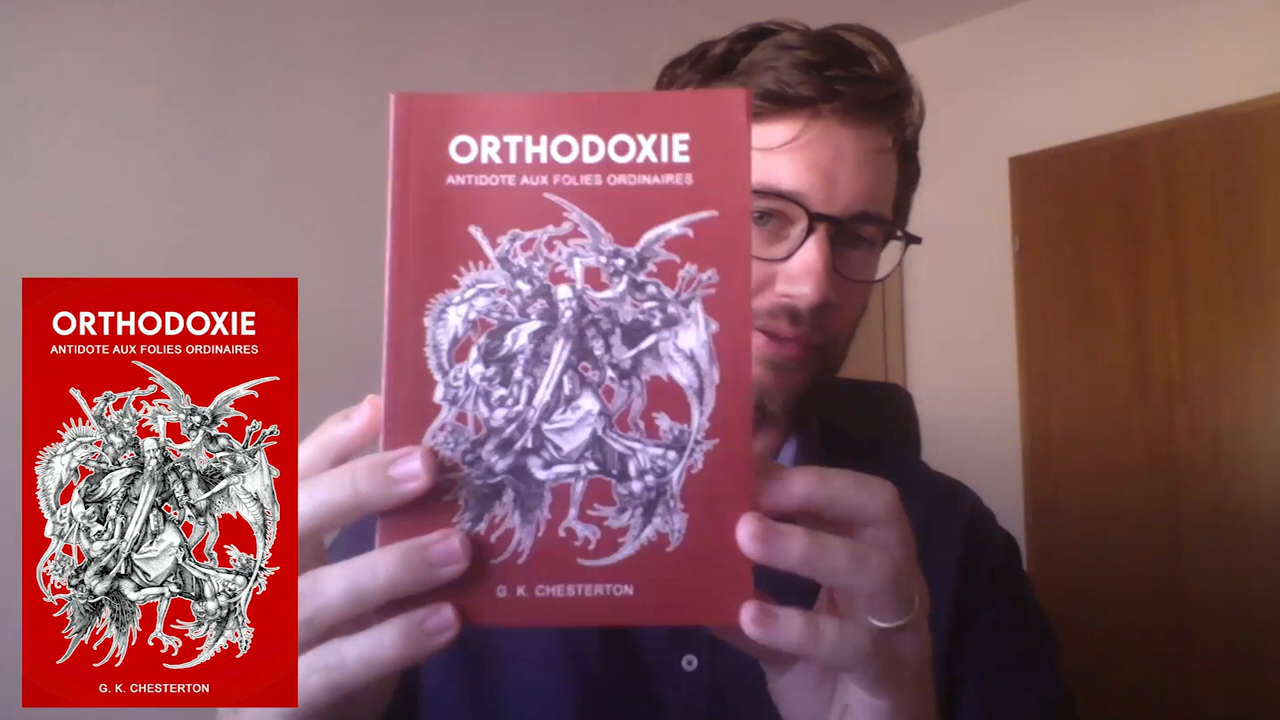 ORTHODOXIE
ANTIDOTE AUX FOLIES ORDINAIRES
G. K. CHESTERTON
ORTHODOXIE
ANTIDOTE AUX FOLIES ORDINAIRES
G. K. CHESTERTON